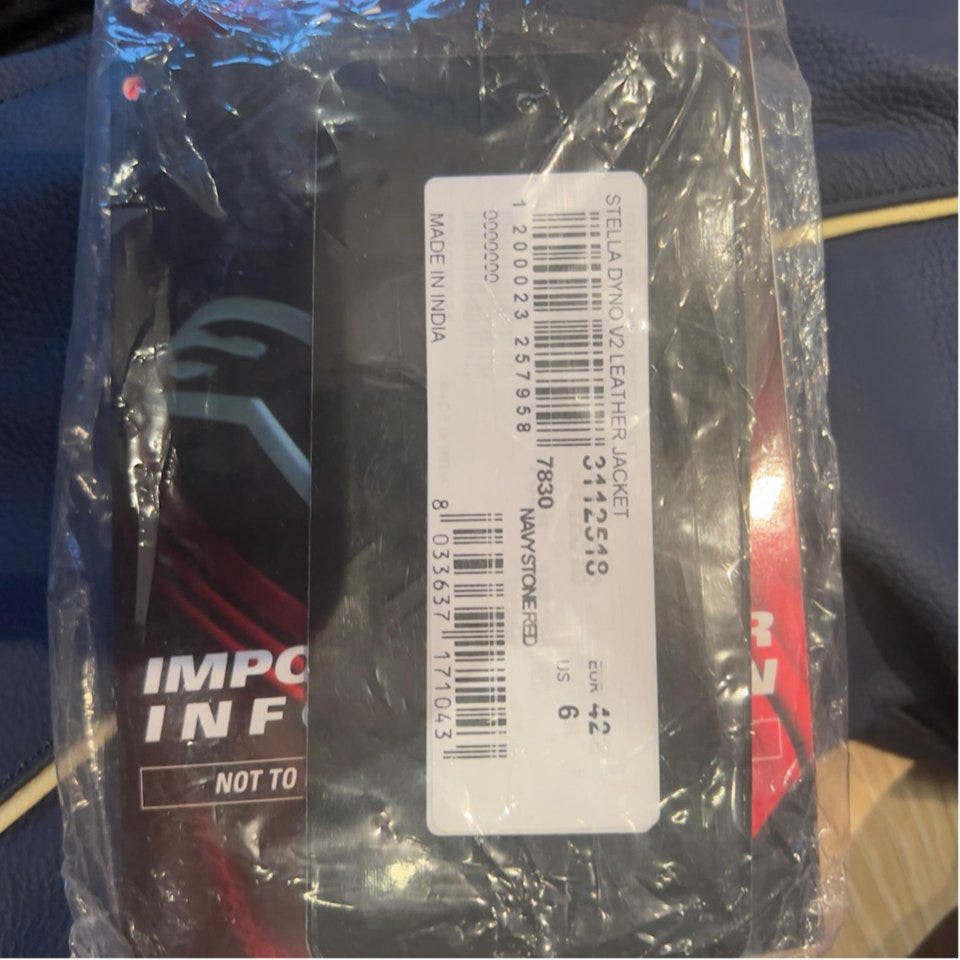 STELLA DYNO V2 LEATHER JACKET
3112518
EUR 42
1 200023 257958
7830
NAVY STONE RED
US 6
0000000
MADE IN INDIA
8 033637 171043
IMPO
INF
NOT TO
R
N